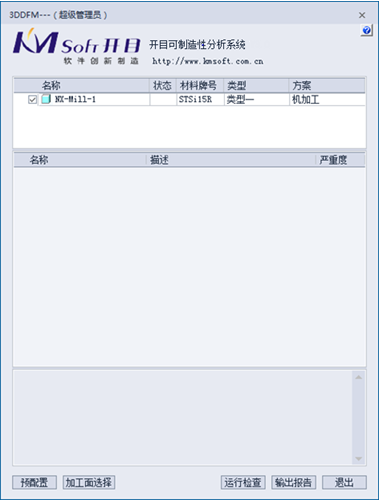 3DDFM---（超级管理员）
KMSoft开目 开目可制造性分析系统
软件创新制造 http://www.kmsoft.com.cn
名称 状态 材料牌号 类型 方案
NX-Mill-1 STSi15R 类型一 机加工
名称 描述 严重度
预配置 加工面选择 运行检查 输出报告 退出